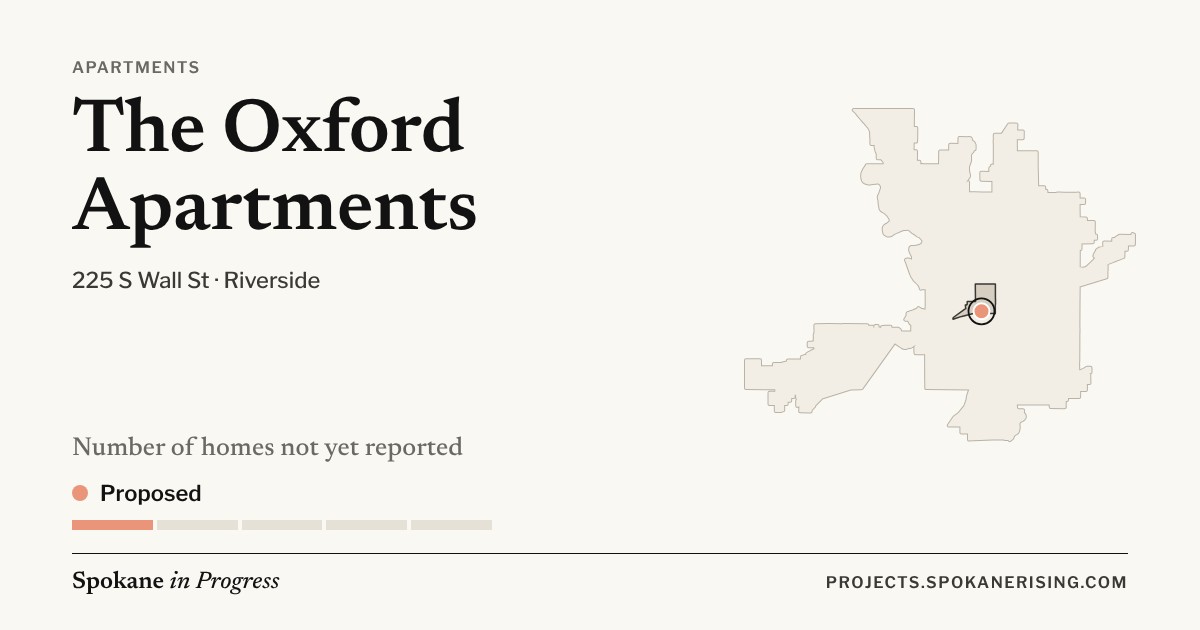 APARTMENTS
The Oxford
Apartments
225 S Wall St · Riverside
Number of homes not yet reported
Proposed
Spokane in Progress
PROJECTS.SPOKANERISING.COM